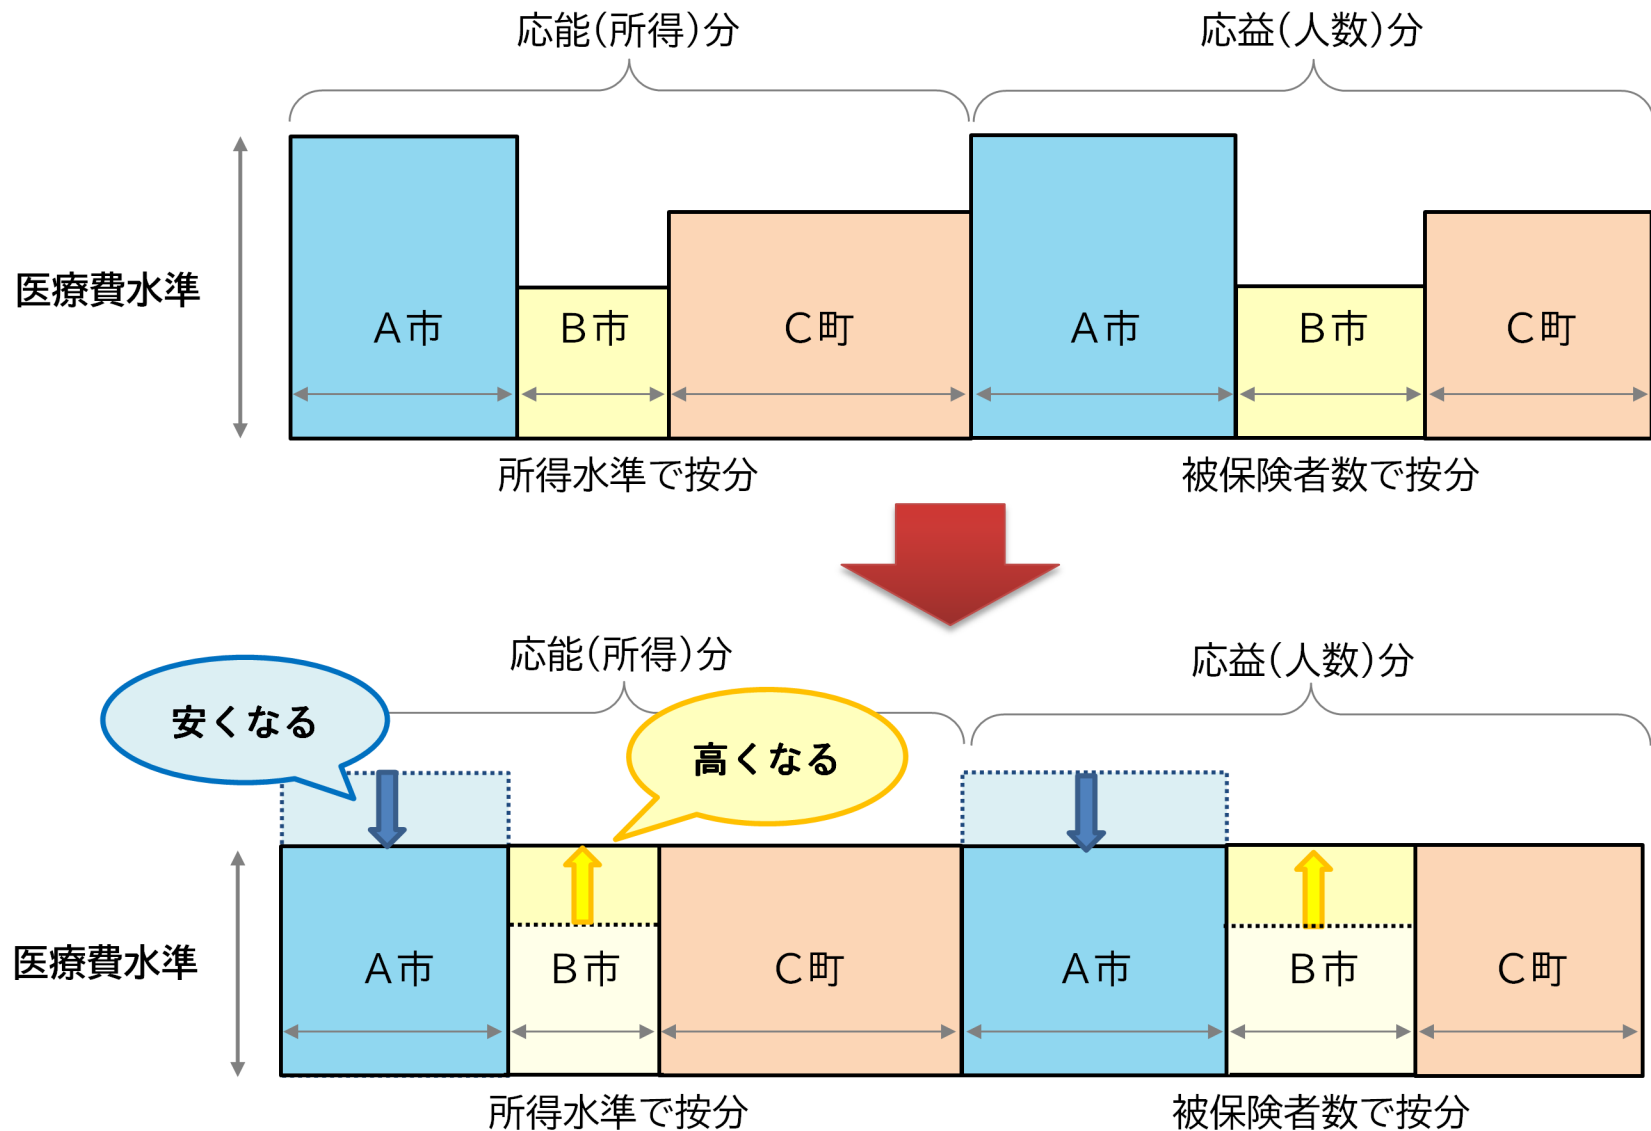 応能（所得）分
応益（人数）分
医療費水準
Ａ市
Ｂ市
Ｃ町
Ａ市
Ｂ市
Ｃ町
所得水準で按分
被保険者数で按分
応能（所得）分
応益（人数）分
安くなる
高くなる
医療費水準
Ａ市
Ｂ市
Ｃ町
Ａ市
Ｂ市
Ｃ町
所得水準で按分
被保険者数で按分